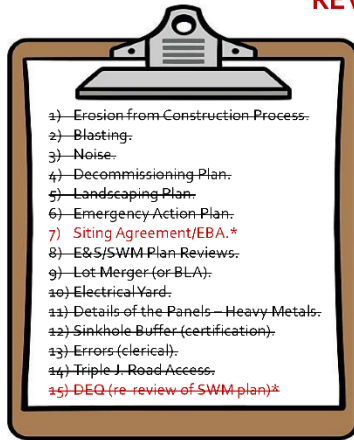 REV
1) Erosion from Construction Process.
2) Blasting.
3) Noise.
4) Decommissioning Plan.
5) Landscaping Plan.
6) Emergency Action Plan.
7) Siting Agreement/EBA.*
8) E&S/SWM Plan Reviews.
9) Lot Merger (or BLA).
10) Electrical Yard.
11) Details of the Panels – Heavy Metals.
12) Sinkhole Buffer (certification).
13) Errors (clerical).
14) Triple J. Road Access.
15) DEQ (re-review of SWM plan)*